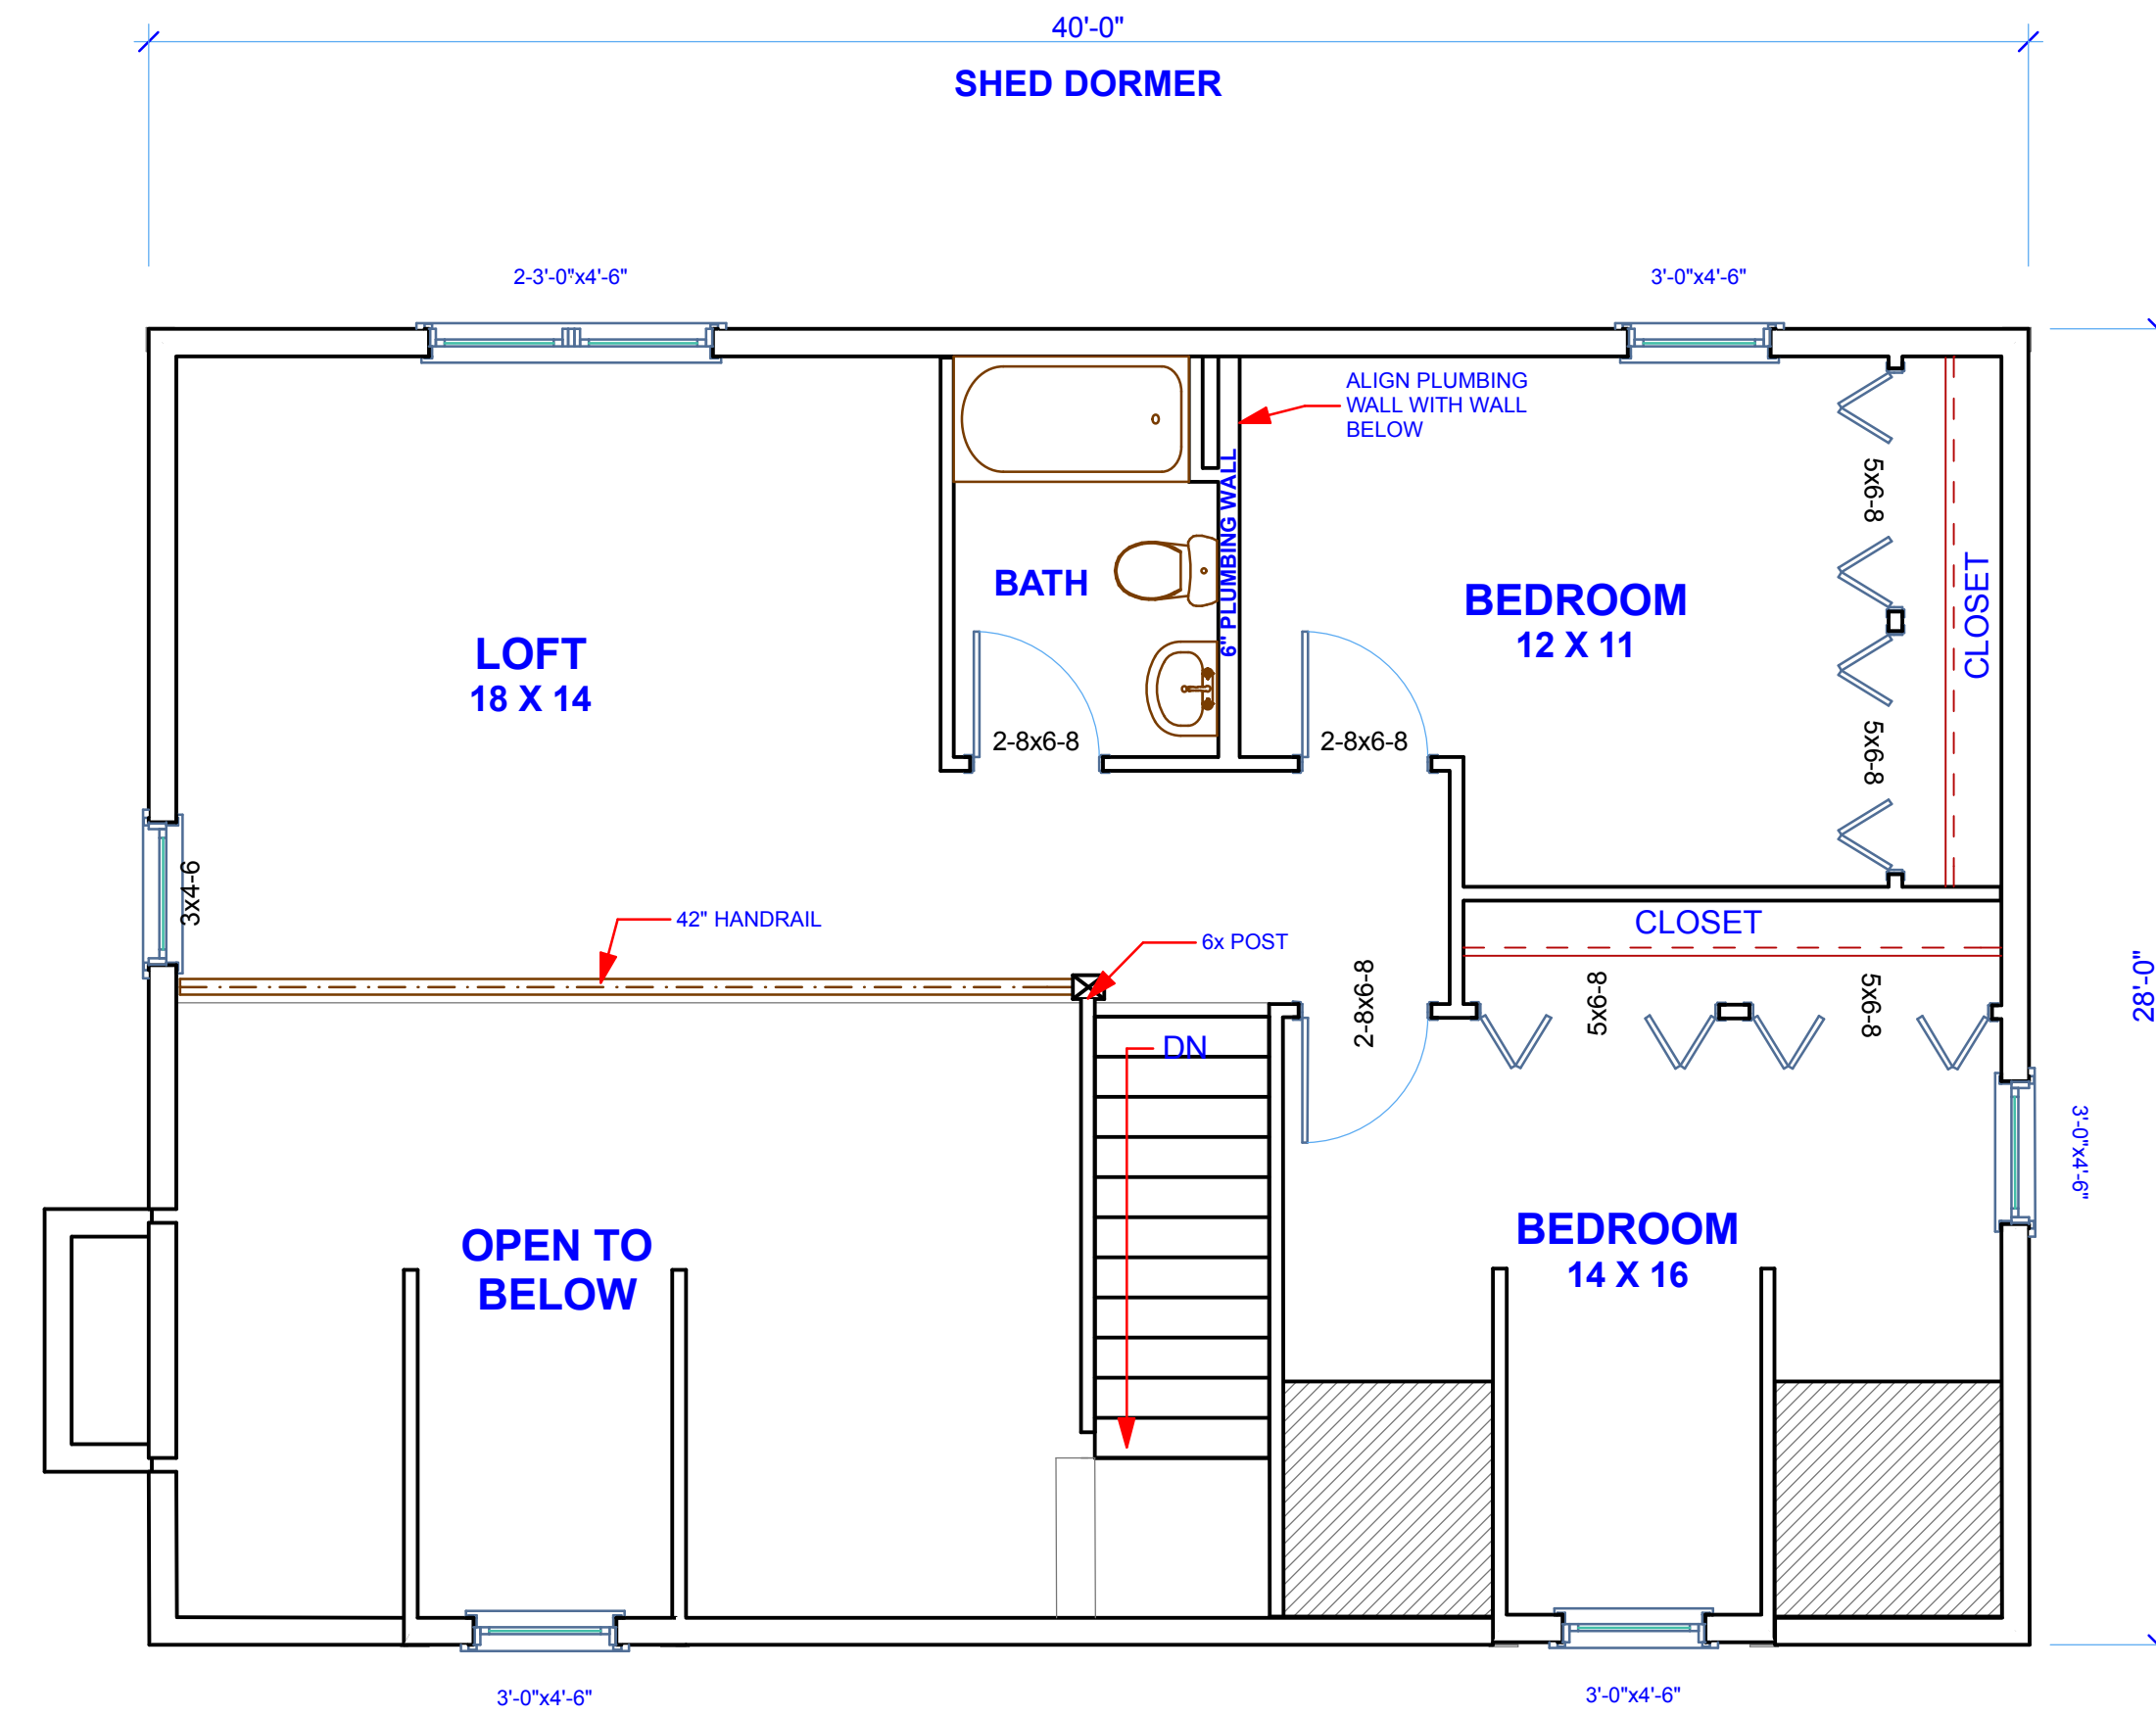 40'-0"
SHED DORMER
2-3'-0"x4'-6"
3'-0"x4'-6"
ALIGN PLUMBING
WALL WITH WALL
BELOW
6" PLUMBING WALL
5x6-8
BATH
BEDROOM
12 X 11
CLOSET
LOFT
18 X 14
2-8x6-8
2-8x6-8
5x6-8
3x4-6
42" HANDRAIL
6x POST
CLOSET
2-8x6-8
5x6-8
5x6-8
28'-0"
DN
3'-0"x4'-6"
OPEN TO
BELOW
BEDROOM
14 X 16
3'-0"x4'-6"
3'-0"x4'-6"